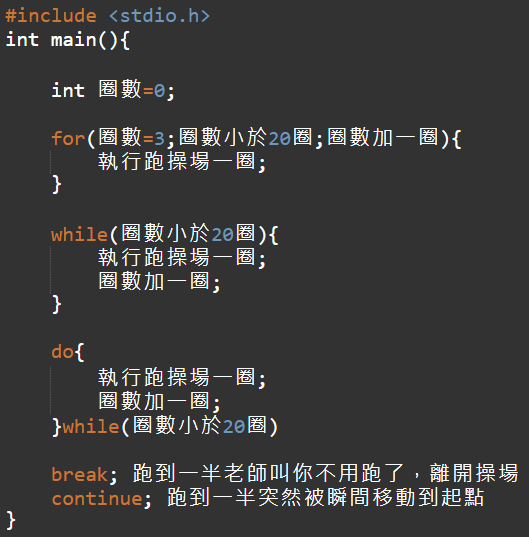 #include <stdio.h>
int main(){
int 圈數=0;
for(圈數=3;圈數小於20圈;圈數加一圈){
執行跑操場一圈;
}
while(圈數小於20圈){
執行跑操場一圈;
圈數加一圈;
}
do{
執行跑操場一圈;
圈數加一圈;
}while(圈數小於20圈)
break; 跑到一半老師叫你不用跑了，離開操場
continue; 跑到一半突然被瞬間移動到起點
}